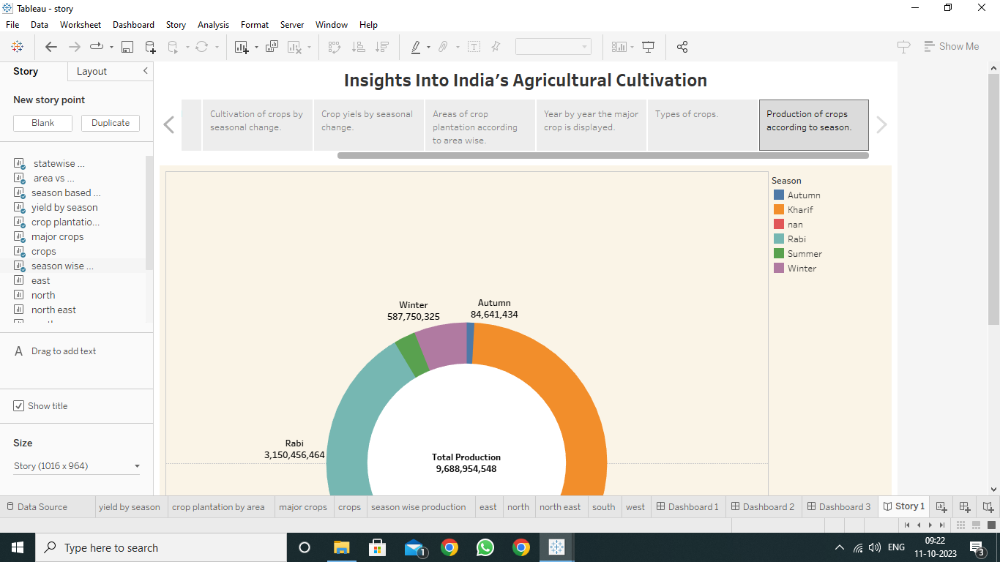 Tableau - story
File Data Worksheet Dashboard Story Analysis Format Server Window Help
Show Me
Story Layout
New story point
Blank Duplicate
statewise ...
area vs ...
season based ...
yield by season
crop plantatio...
major crops
crops
season wise ...
east
north
north east
A Drag to add text
Show title
Size
Story (1016 x 964)
Insights Into India’s Agricultural Cultivation
Cultivation of crops by
seasonal change.
Crop yiels by seasonal
change.
Areas of crop
plantation according
to area wise.
Year by year the major
crop is displayed.
Types of crops.
Production of crops
according to season.
Season
Autumn
Kharif
nan
Rabi
Summer
Winter
Winter
587,750,325
Autumn
84,641,434
Rabi
3,150,456,464
Total Production
9,688,954,548
Data Source yield by season crop plantation by area major crops crops season wise production east north north east south west Dashboard 1 Dashboard 2 Dashboard 3 Story 1
Type here to search
1
ENG
09:22
11-10-2023
3